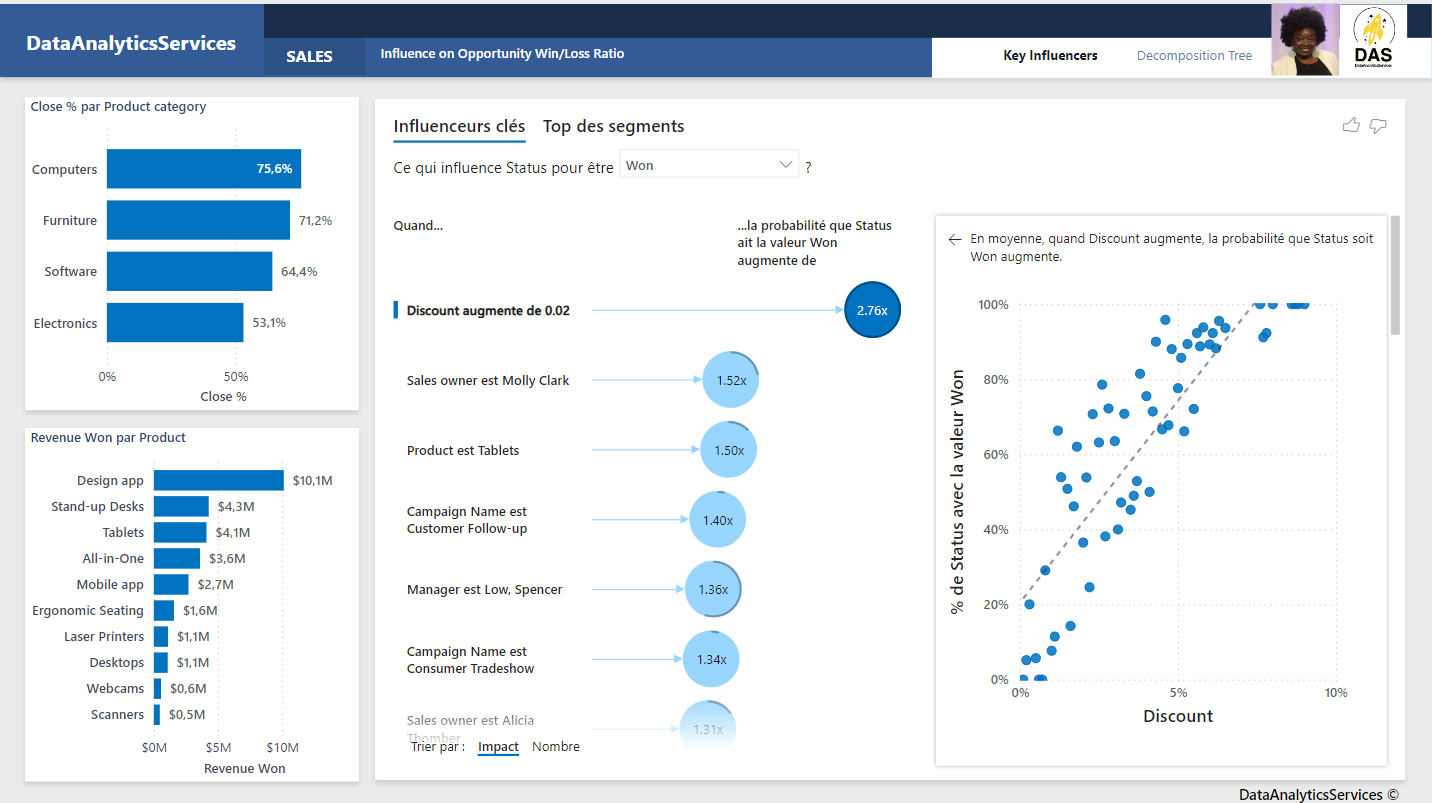 DataAnalyticsServices
SALES
Influence on Opportunity Win/Loss Ratio
Key Influencers
Decomposition Tree
DAS
Close % par Product category
Computers
75,6%
Furniture
71,2%
Software
64,4%
Electronics
53,1%
0%
50%
Close %
Revenue Won par Product
Design app
$10,1M
Stand-up Desks
$4,3M
Tablets
$4,1M
All-in-One
$3,6M
Mobile app
$2,7M
Ergonomic Seating
$1,6M
Laser Printers
$1,1M
Desktops
$1,1M
Webcams
$0,6M
Scanners
$0,5M
$0M
$5M
$10M
Revenue Won
Influenceurs clés
Top des segments
Ce qui influence Status pour être
Won
?
Quand...
...la probabilité que Status
ait la valeur Won
augmente de
Discount augmente de 0.02
2.76x
Sales owner est Molly Clark
1.52x
Product est Tablets
1.50x
Campaign Name est
Customer Follow-up
1.40x
Manager est Low, Spencer
1.36x
Campaign Name est
Consumer Tradeshow
1.34x
Sales owner est Alicia
Thomber
1.31x
Trier par :
Impact
Nombre
En moyenne, quand Discount augmente, la probabilité que Status soit
Won augmente.
% de Status avec la valeur Won
100%
80%
60%
40%
20%
0%
0%
5%
10%
Discount
DataAnalyticsServices ©